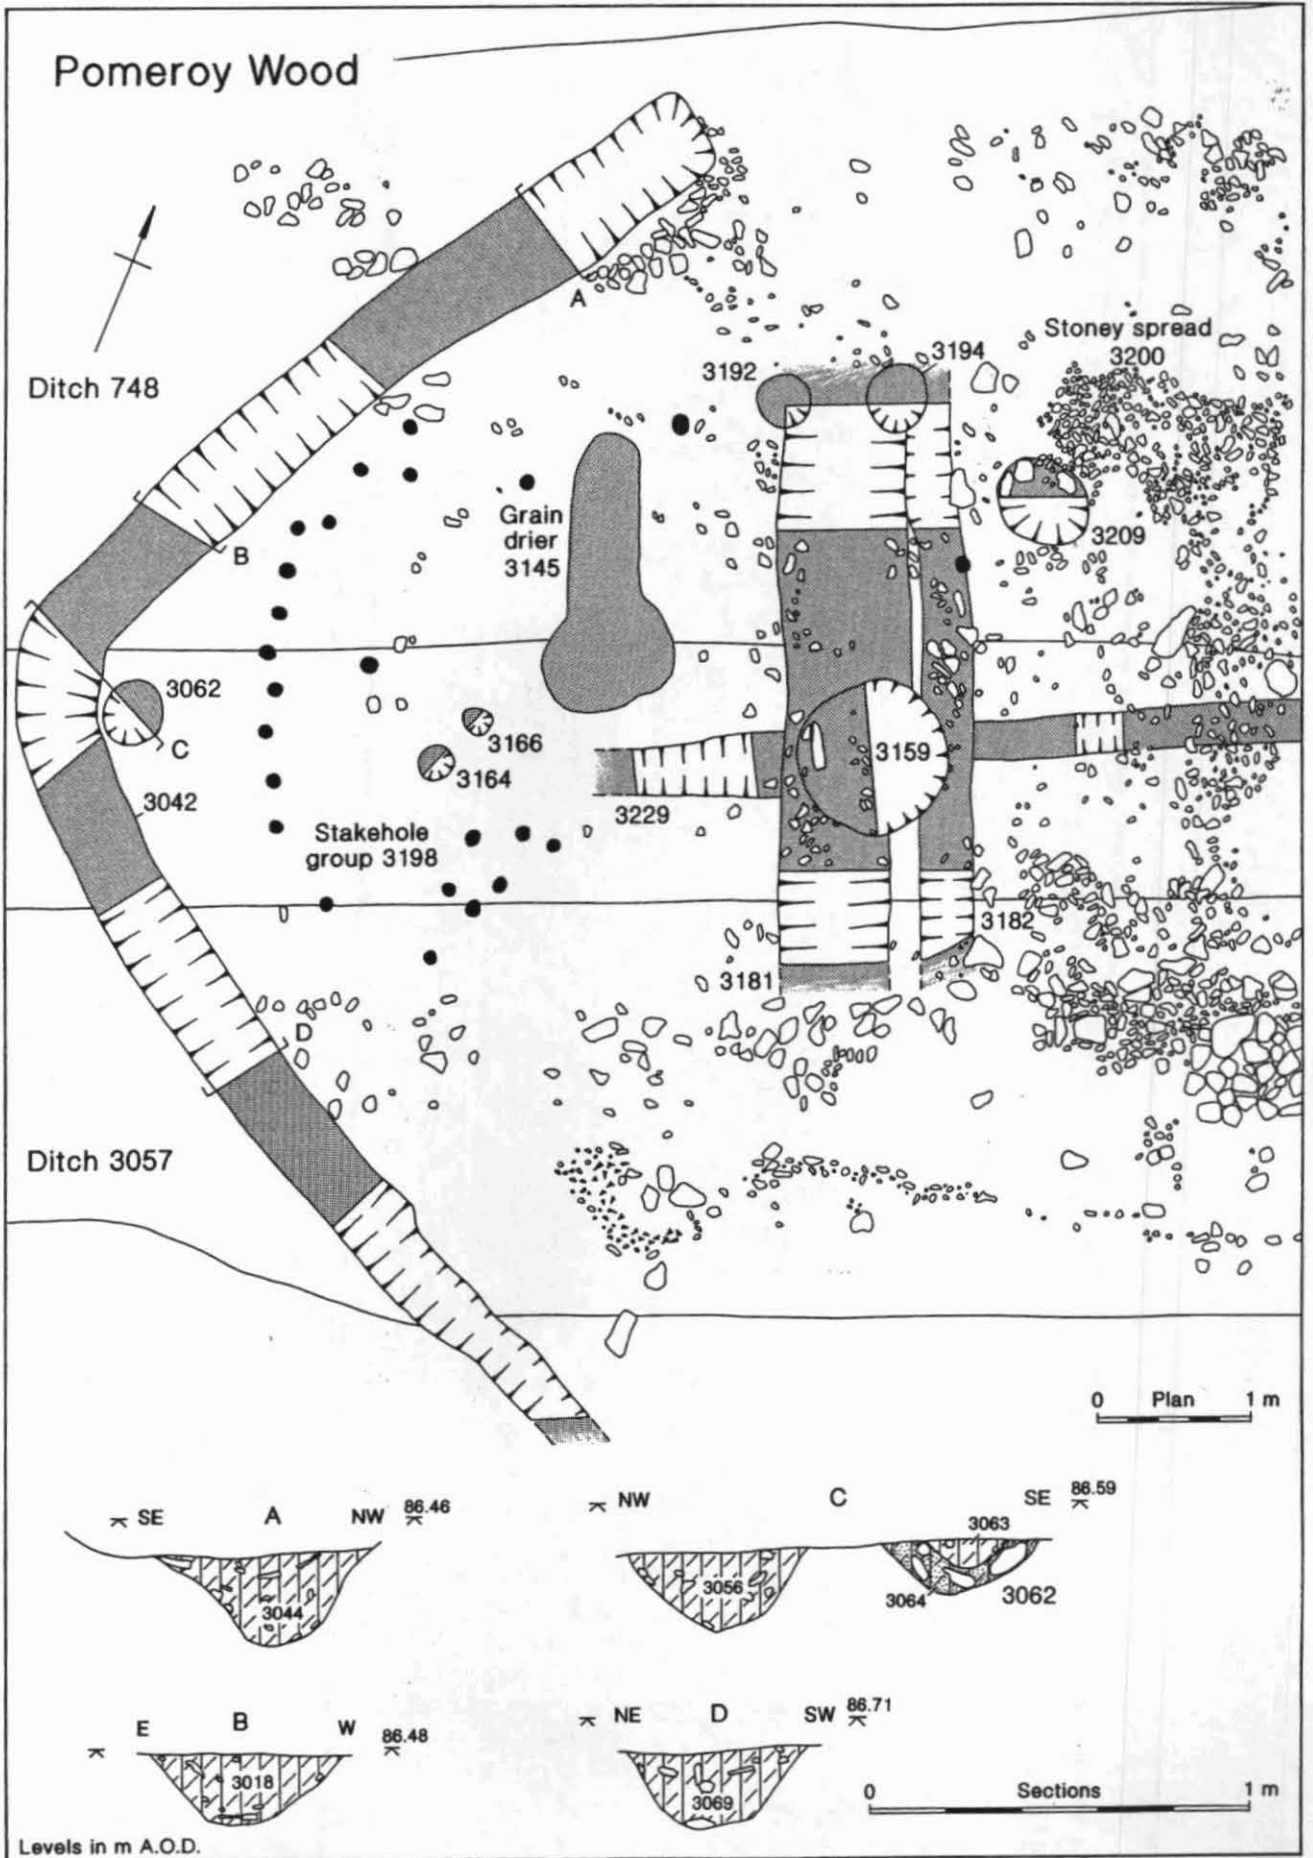 Pomeroy Wood
A
Ditch 748
Stoney spread
3200
3192
3194
Grain
drier
3145
B
3209
3062
C
3166
3164
3159
3042
3229
Stakehole
group 3198
3182
3181
D
Ditch 3057
0 Plan 1 m
SE A NW 86.46
3044
NW C SE 86.59
3063
3056
3064
3062
E B W 86.48
3018
NE D SW 86.71
3069
0 Sections 1 m
Levels in m A.O.D.